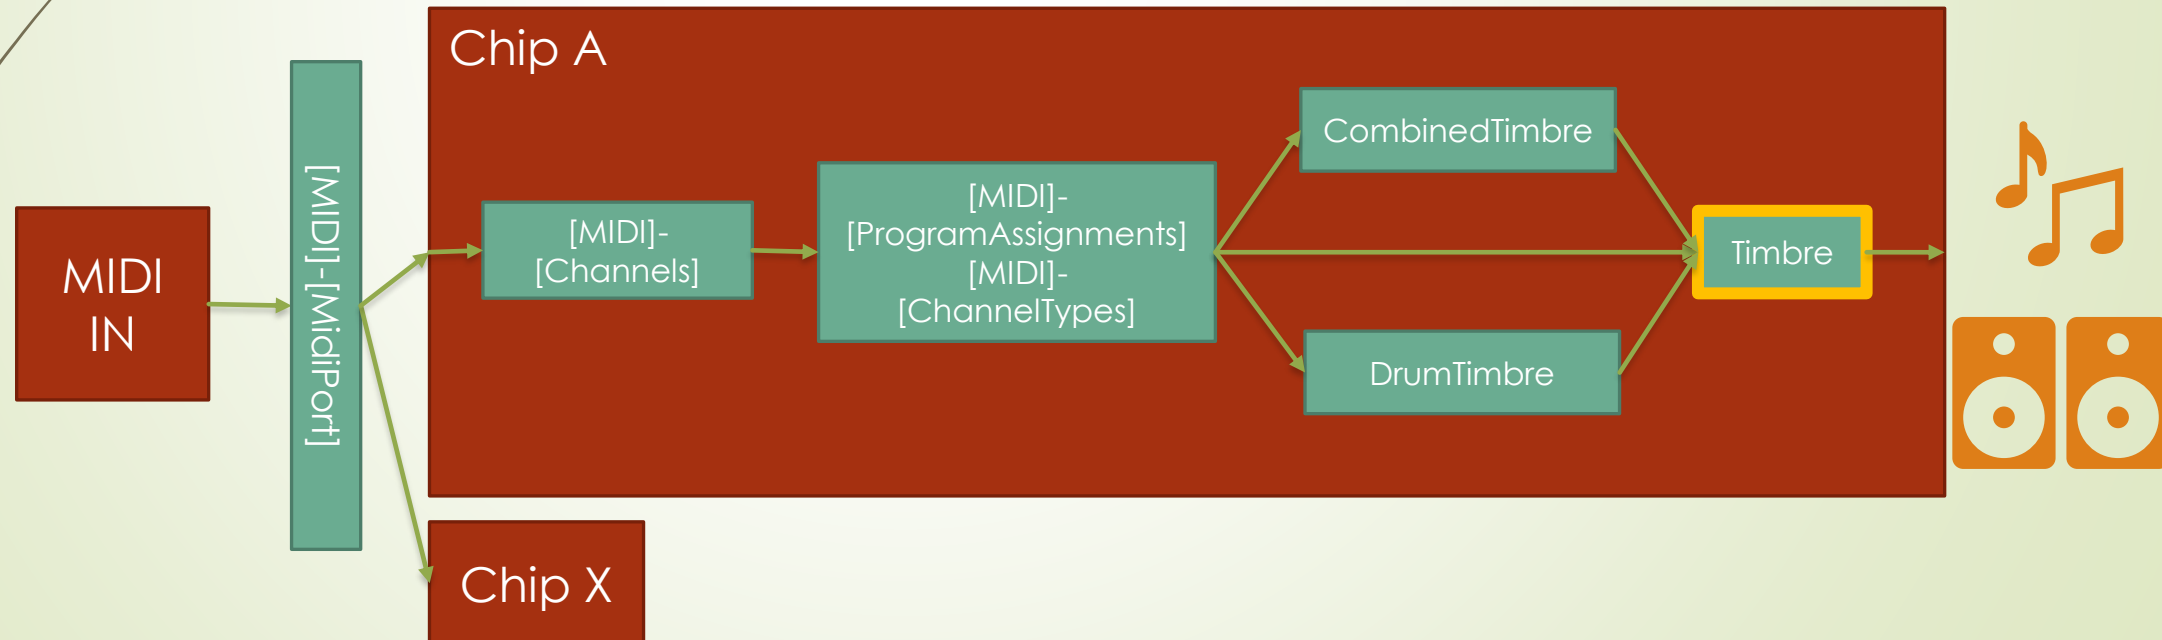 MIDI
IN
[MIDI]-[MidiPort]
Chip A
[MIDI]-
[Channels]
[MIDI]-
[ProgramAssignments]
[MIDI]-
[ChannelTypes]
CombinedTimbre
Timbre
DrumTimbre
Chip X